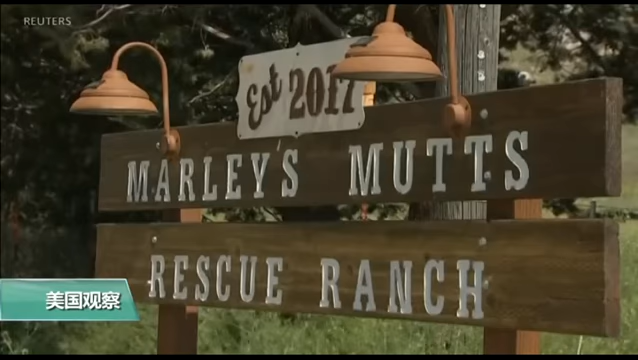 REUTERS
Est 2017
MARLEY'S MUTTS
RESCUE RANCH
美国观察